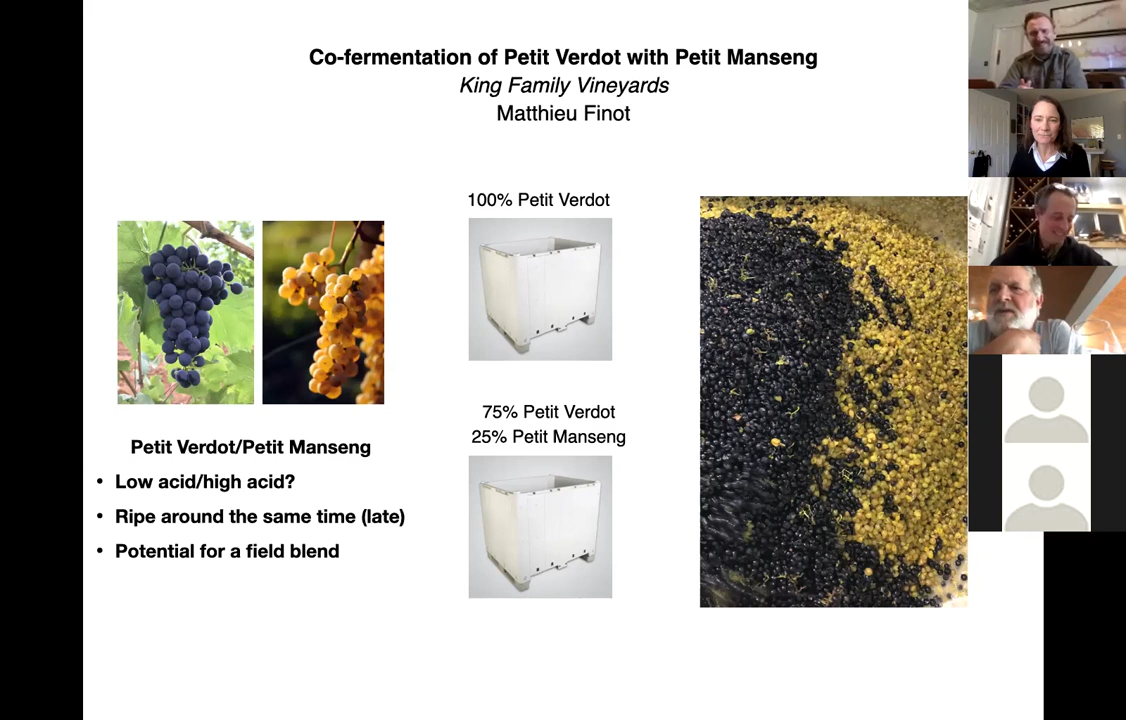 Co-fermentation of Petit Verdot with Petit Manseng
King Family Vineyards
Matthieu Finot
100% Petit Verdot
75% Petit Verdot
25% Petit Manseng
Petit Verdot/Petit Manseng
• Low acid/high acid?
• Ripe around the same time (late)
• Potential for a field blend